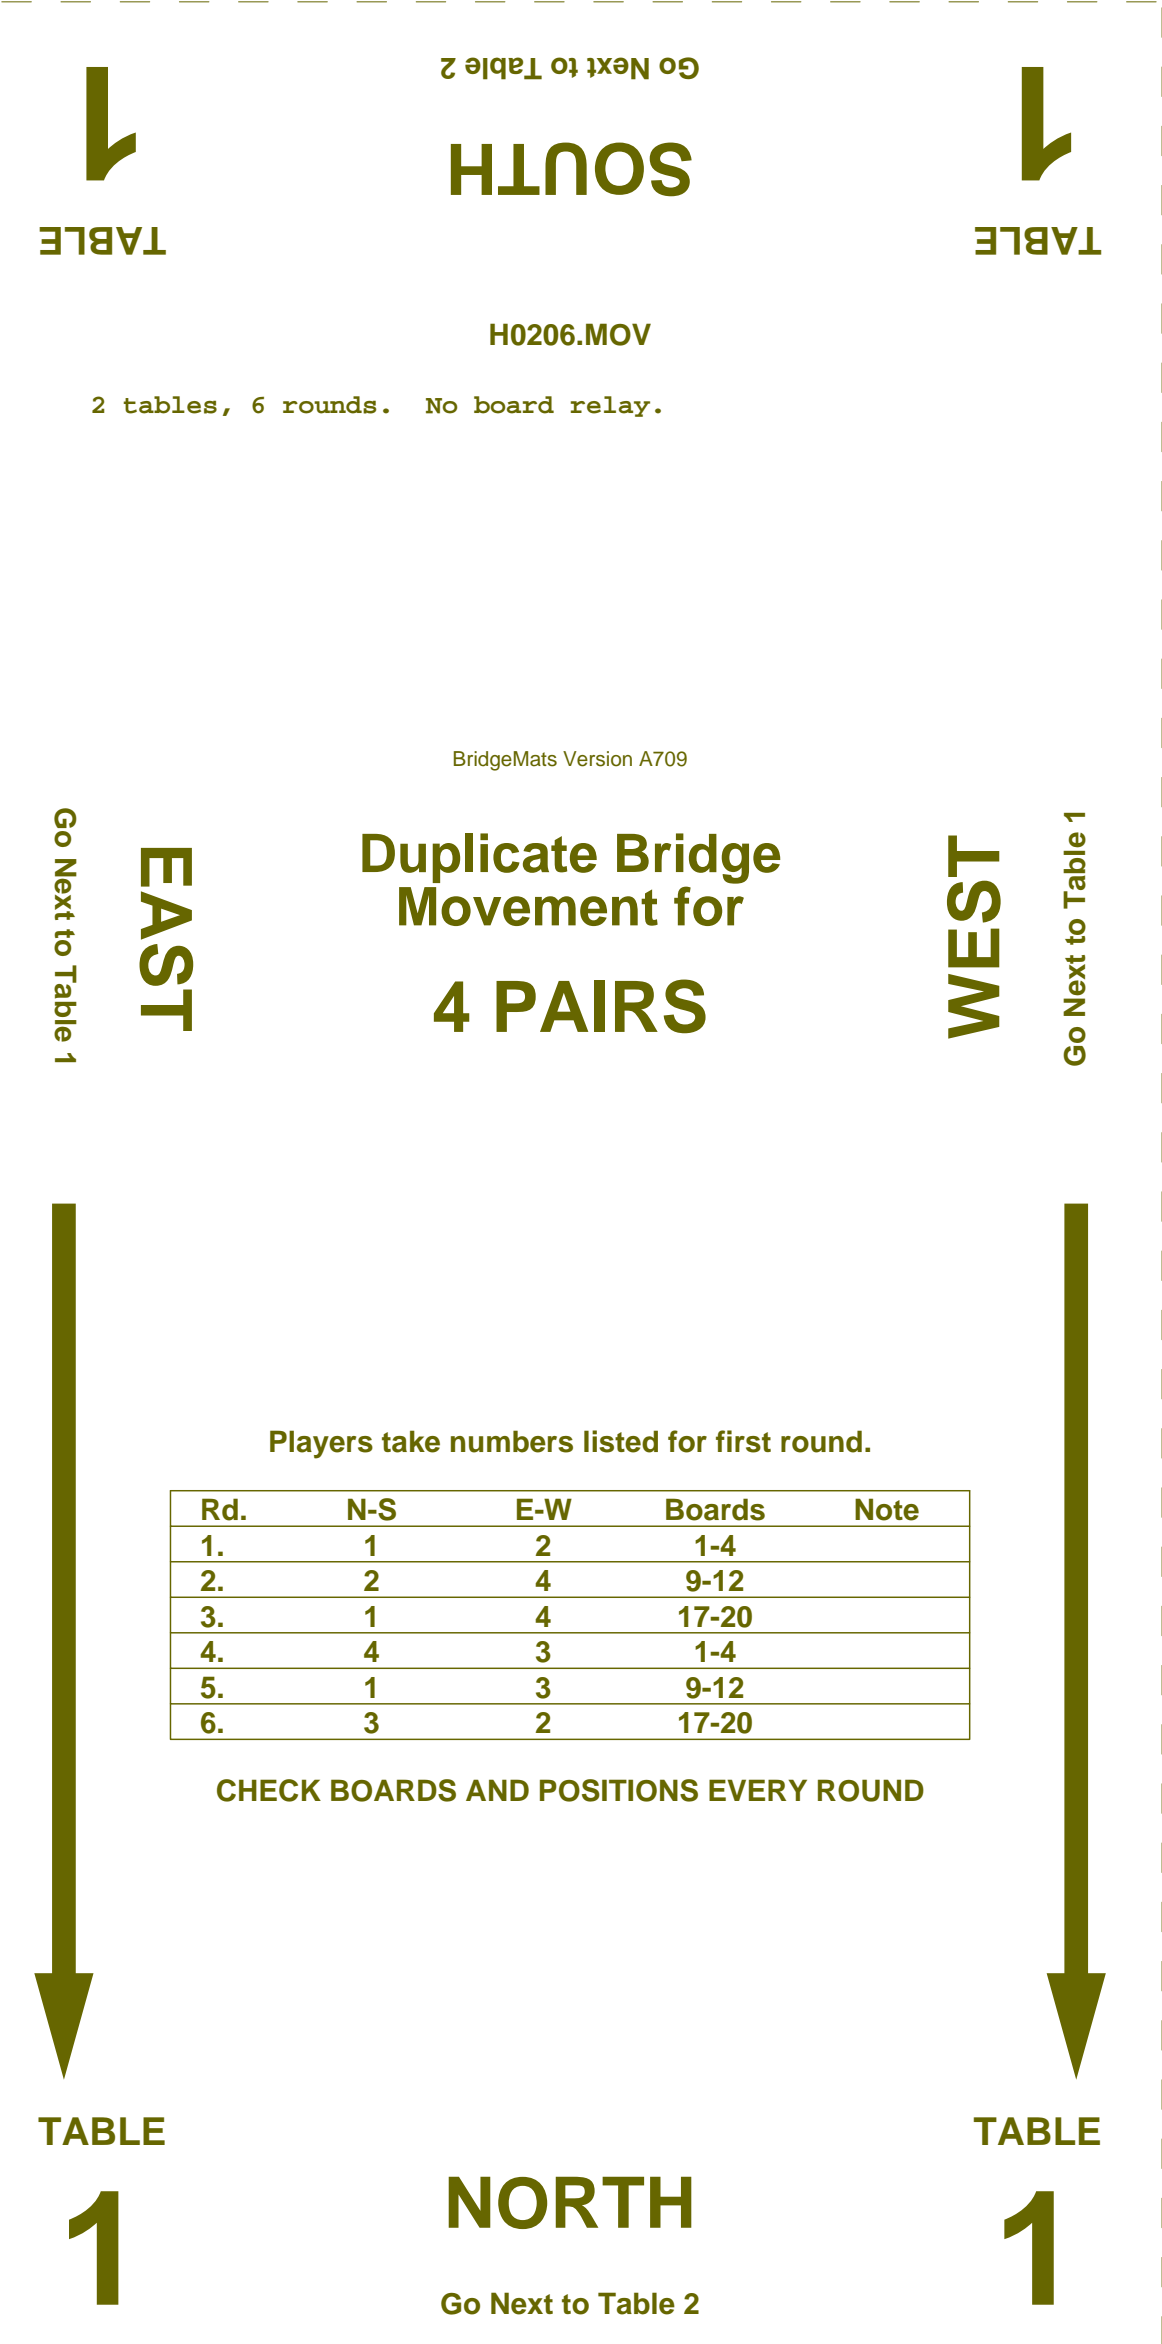 Go Next to Table 2
1
1
SOUTH
TABLE
TABLE
H0206.MOV
2 tables, 6 rounds.  No board relay.
BridgeMats Version A709
Go Next to Table 1
EAST
Duplicate Bridge
Movement for
4 PAIRS
WEST
Go Next to Table 1
Players take numbers listed for first round.
Rd. N-S E-W Boards Note
1. 1 2 1-4
2. 2 4 9-12
3. 1 4 17-20
4. 4 3 1-4
5. 1 3 9-12
6. 3 2 17-20
CHECK BOARDS AND POSITIONS EVERY ROUND
TABLE
TABLE
1
NORTH
1
Go Next to Table 2